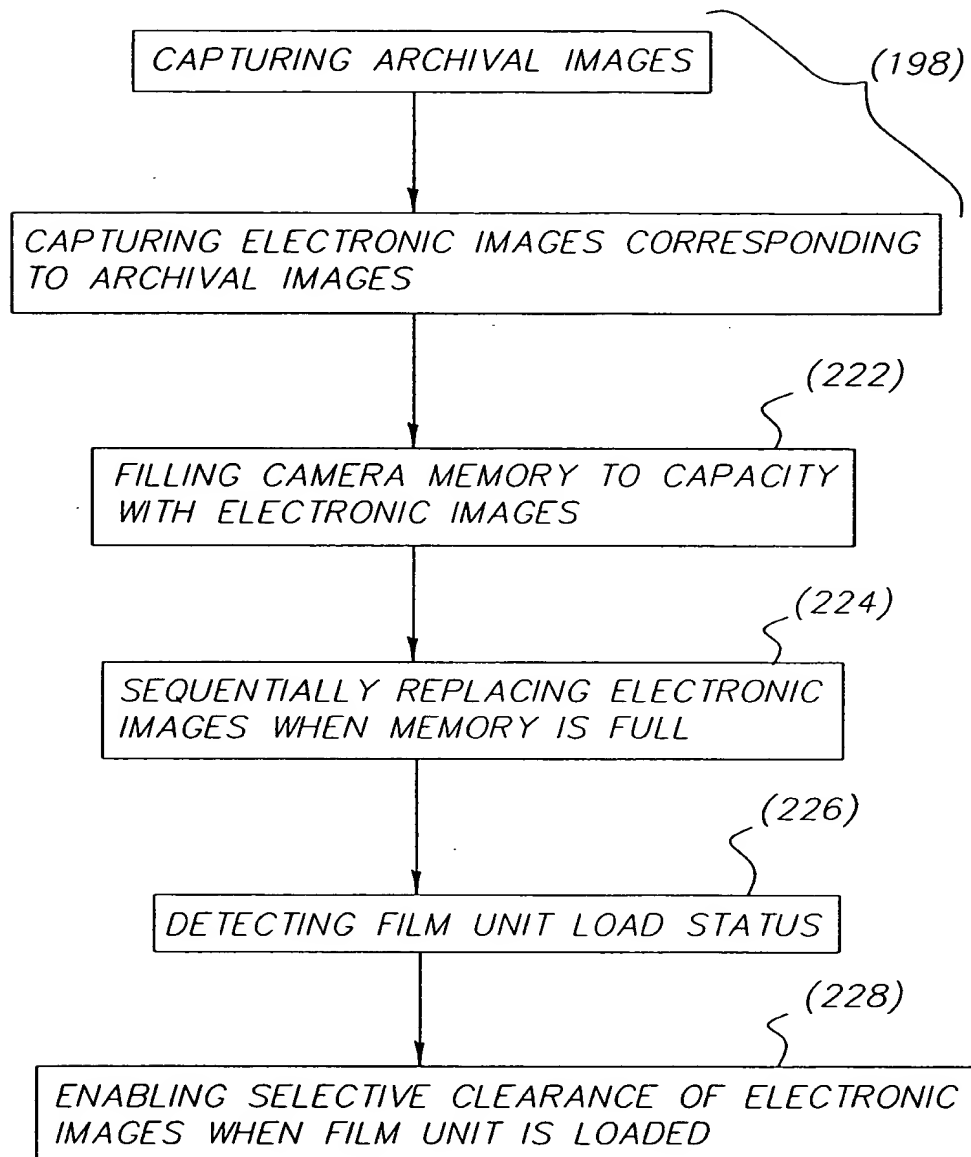 CAPTURING ARCHIVAL IMAGES
(198)
CAPTURING ELECTRONIC IMAGES CORRESPONDING
TO ARCHIVAL IMAGES
(222)
FILLING CAMERA MEMORY TO CAPACITY
WITH ELECTRONIC IMAGES
(224)
SEQUENTIALLY REPLACING ELECTRONIC
IMAGES WHEN MEMORY IS FULL
(226)
DETECTING FILM UNIT LOAD STATUS
(228)
ENABLING SELECTIVE CLEARANCE OF ELECTRONIC
IMAGES WHEN FILM UNIT IS LOADED